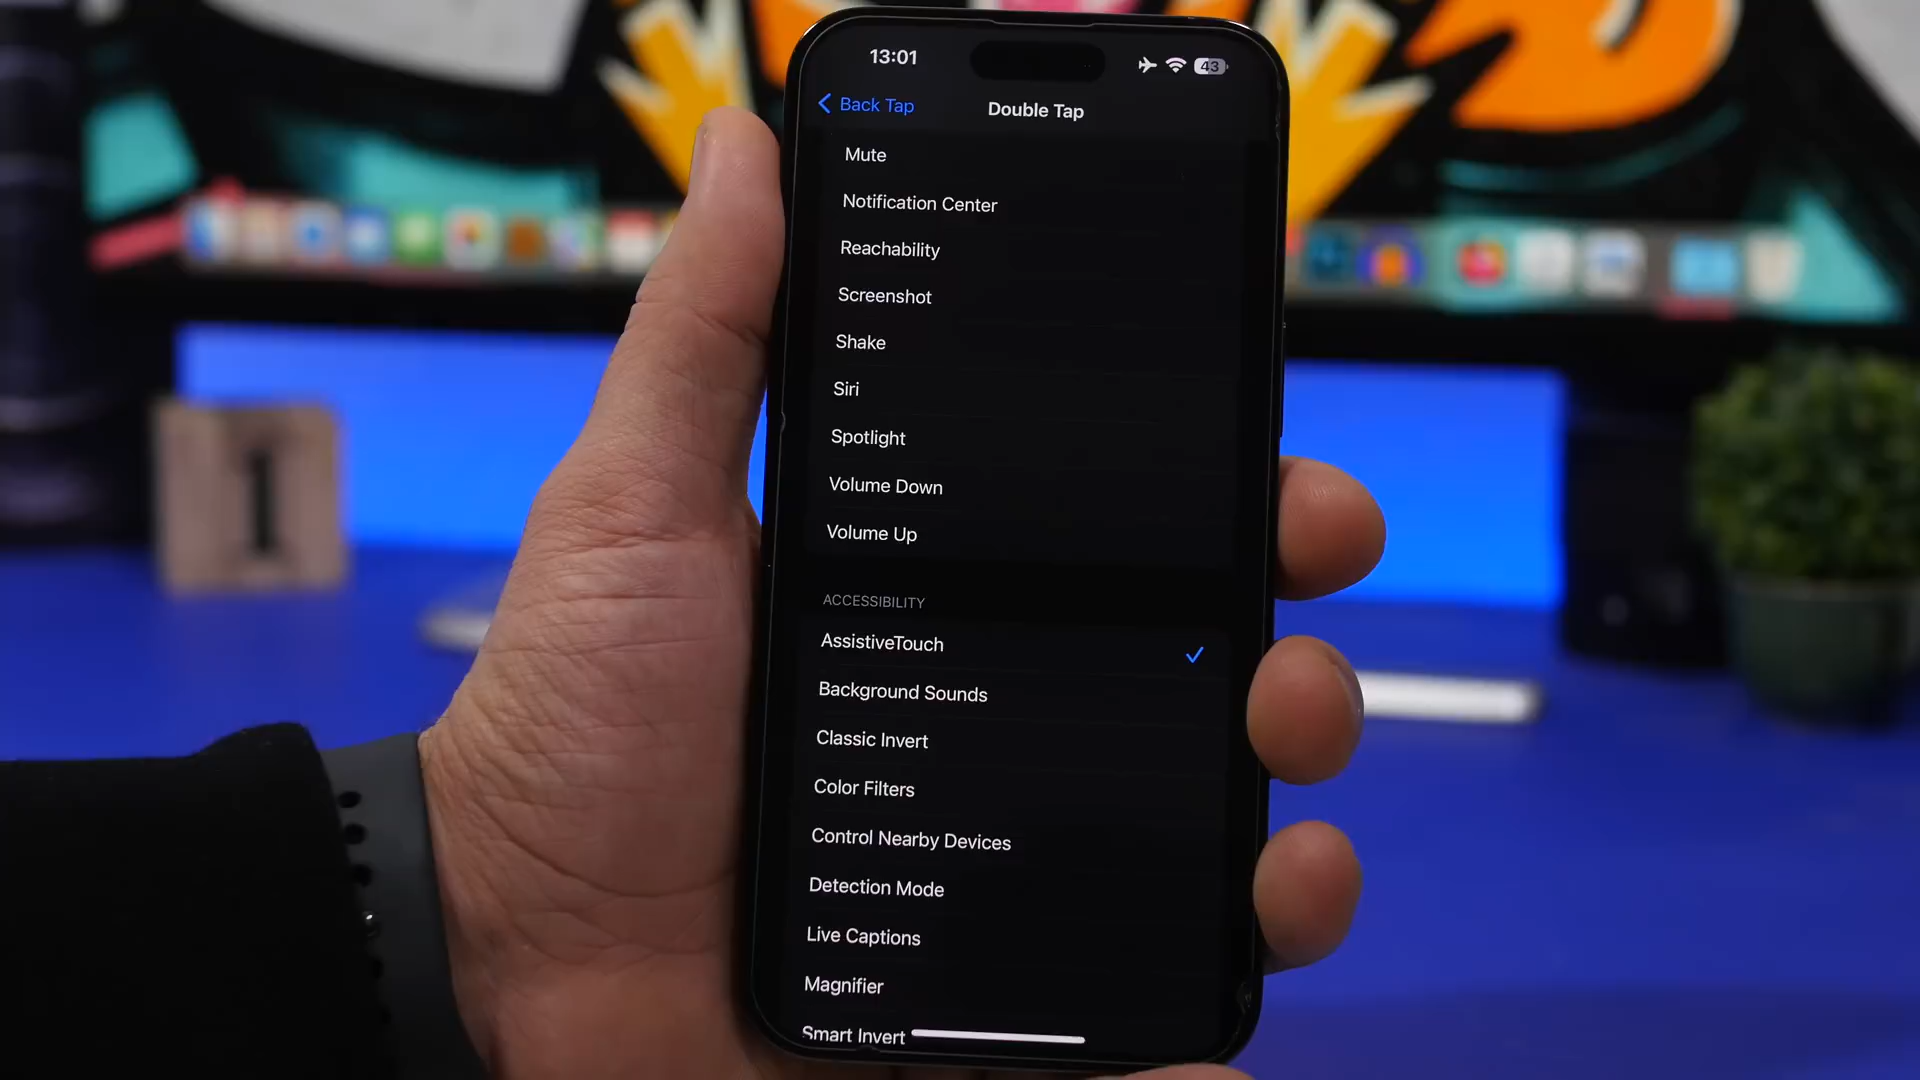 13:01
43
Back Tap
Double Tap
Mute
Notification Center
Reachability
Screenshot
Shake
Siri
Spotlight
Volume Down
Volume Up
ACCESSIBILITY
AssistiveTouch
Background Sounds
Classic Invert
Color Filters
Control Nearby Devices
Detection Mode
Live Captions
Magnifier
Smart Invert